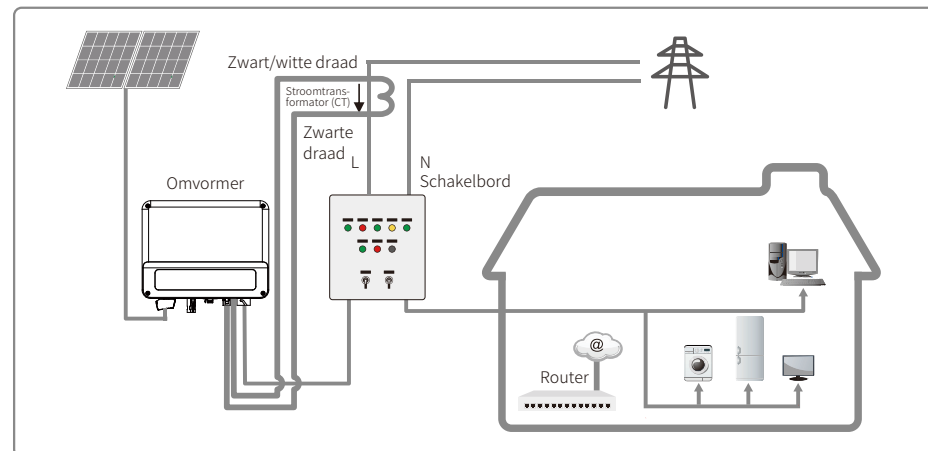 Zwart/witte draad
Stroomtrans-
formator (CT)
Zwarte
draad
L
N
Schakelbord
Omvormer
@
Router